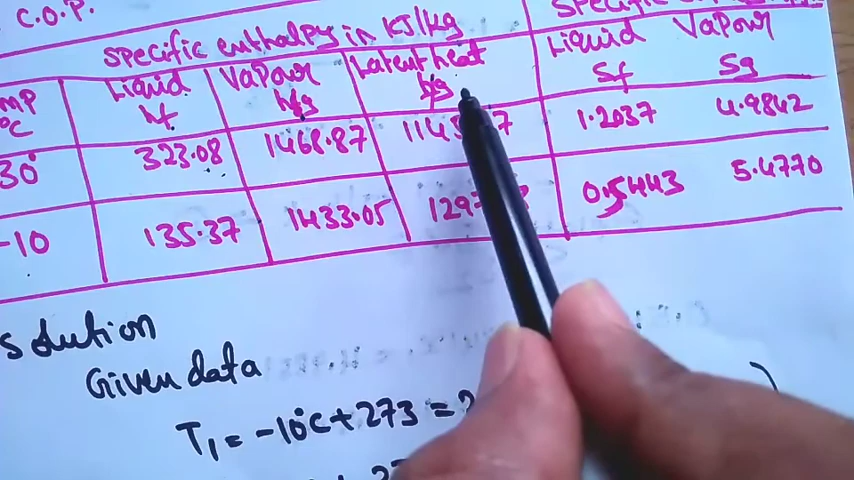 C.O.P.
Specific enthalpy in KJ/Kg
Specific
Liquid Vapour Latent heat Liquid Vapour
hf hfg hg Sf Sg
°C
30° 323.08 1468.87 1.2037 4.9842
-10 135.37 1433.05 0.5443 5.4770
Solution
Given data
T1 = -10°C + 273 =